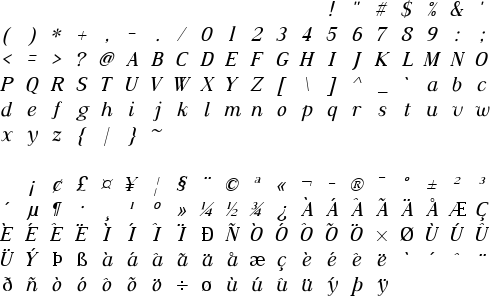 ! " # $ % & '
( ) * + , - . / 0 1 2 3 4 5 6 7 8 9 : ;
< = > ? @ A B C D E F G H I J K L M N O
P Q R S T U V W X Y Z [ \ ] ^ _ ` a b c
d e f g h i j k l m n o p q r s t u v w
x y z { | } ~
¡ ¢ £ ¤ ¥ ¦ § ¨ © ª « ¬ - ® ¯ ° ± ² ³
´ µ ¶ · ¸ ¹ º » ¼ ½ ¾ ¿ À Á Â Ã Ä Å Æ Ç
È É Ê Ë Ì Í Î Ï Ð Ñ Ò Ó Ô Õ Ö × Ø Ù Ú Û
Ü Ý Þ ß à á â ã ä å æ ç è é ê ë ` ´ ˆ ¨
ð ñ ò ó ô õ ö ÷ ø ù ú û ü ý þ ÿ